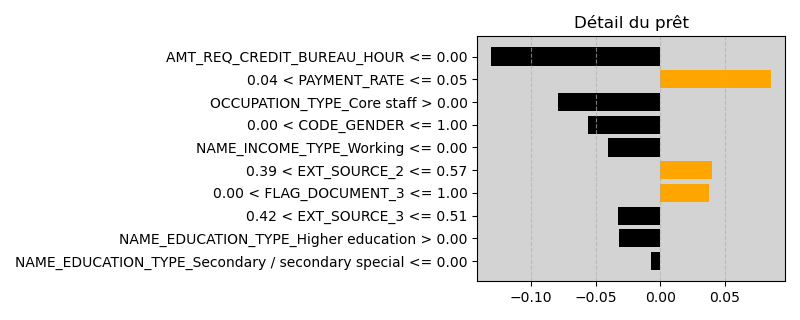 Détail du prêt
AMT_REQ_CREDIT_BUREAU_HOUR <= 0.00
0.04 < PAYMENT_RATE <= 0.05
OCCUPATION_TYPE_Core staff > 0.00
0.00 < CODE_GENDER <= 1.00
NAME_INCOME_TYPE_Working <= 0.00
0.39 < EXT_SOURCE_2 <= 0.57
0.00 < FLAG_DOCUMENT_3 <= 1.00
0.42 < EXT_SOURCE_3 <= 0.51
NAME_EDUCATION_TYPE_Higher education > 0.00
NAME_EDUCATION_TYPE_Secondary / secondary special <= 0.00
−0.10 −0.05 0.00 0.05